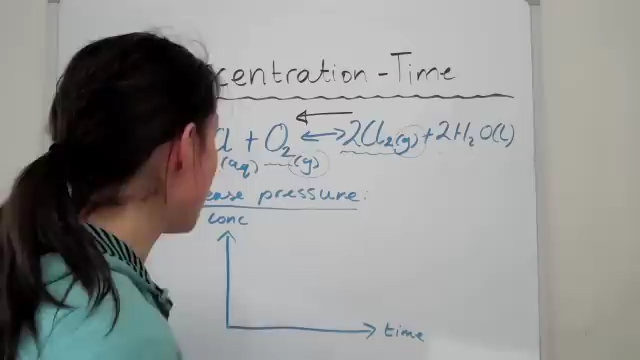 centration - Time
l + O₂ ⟷ 2Cl₂(g) + 2H₂O(l)
(aq) (g)
ease pressure:
conc
time